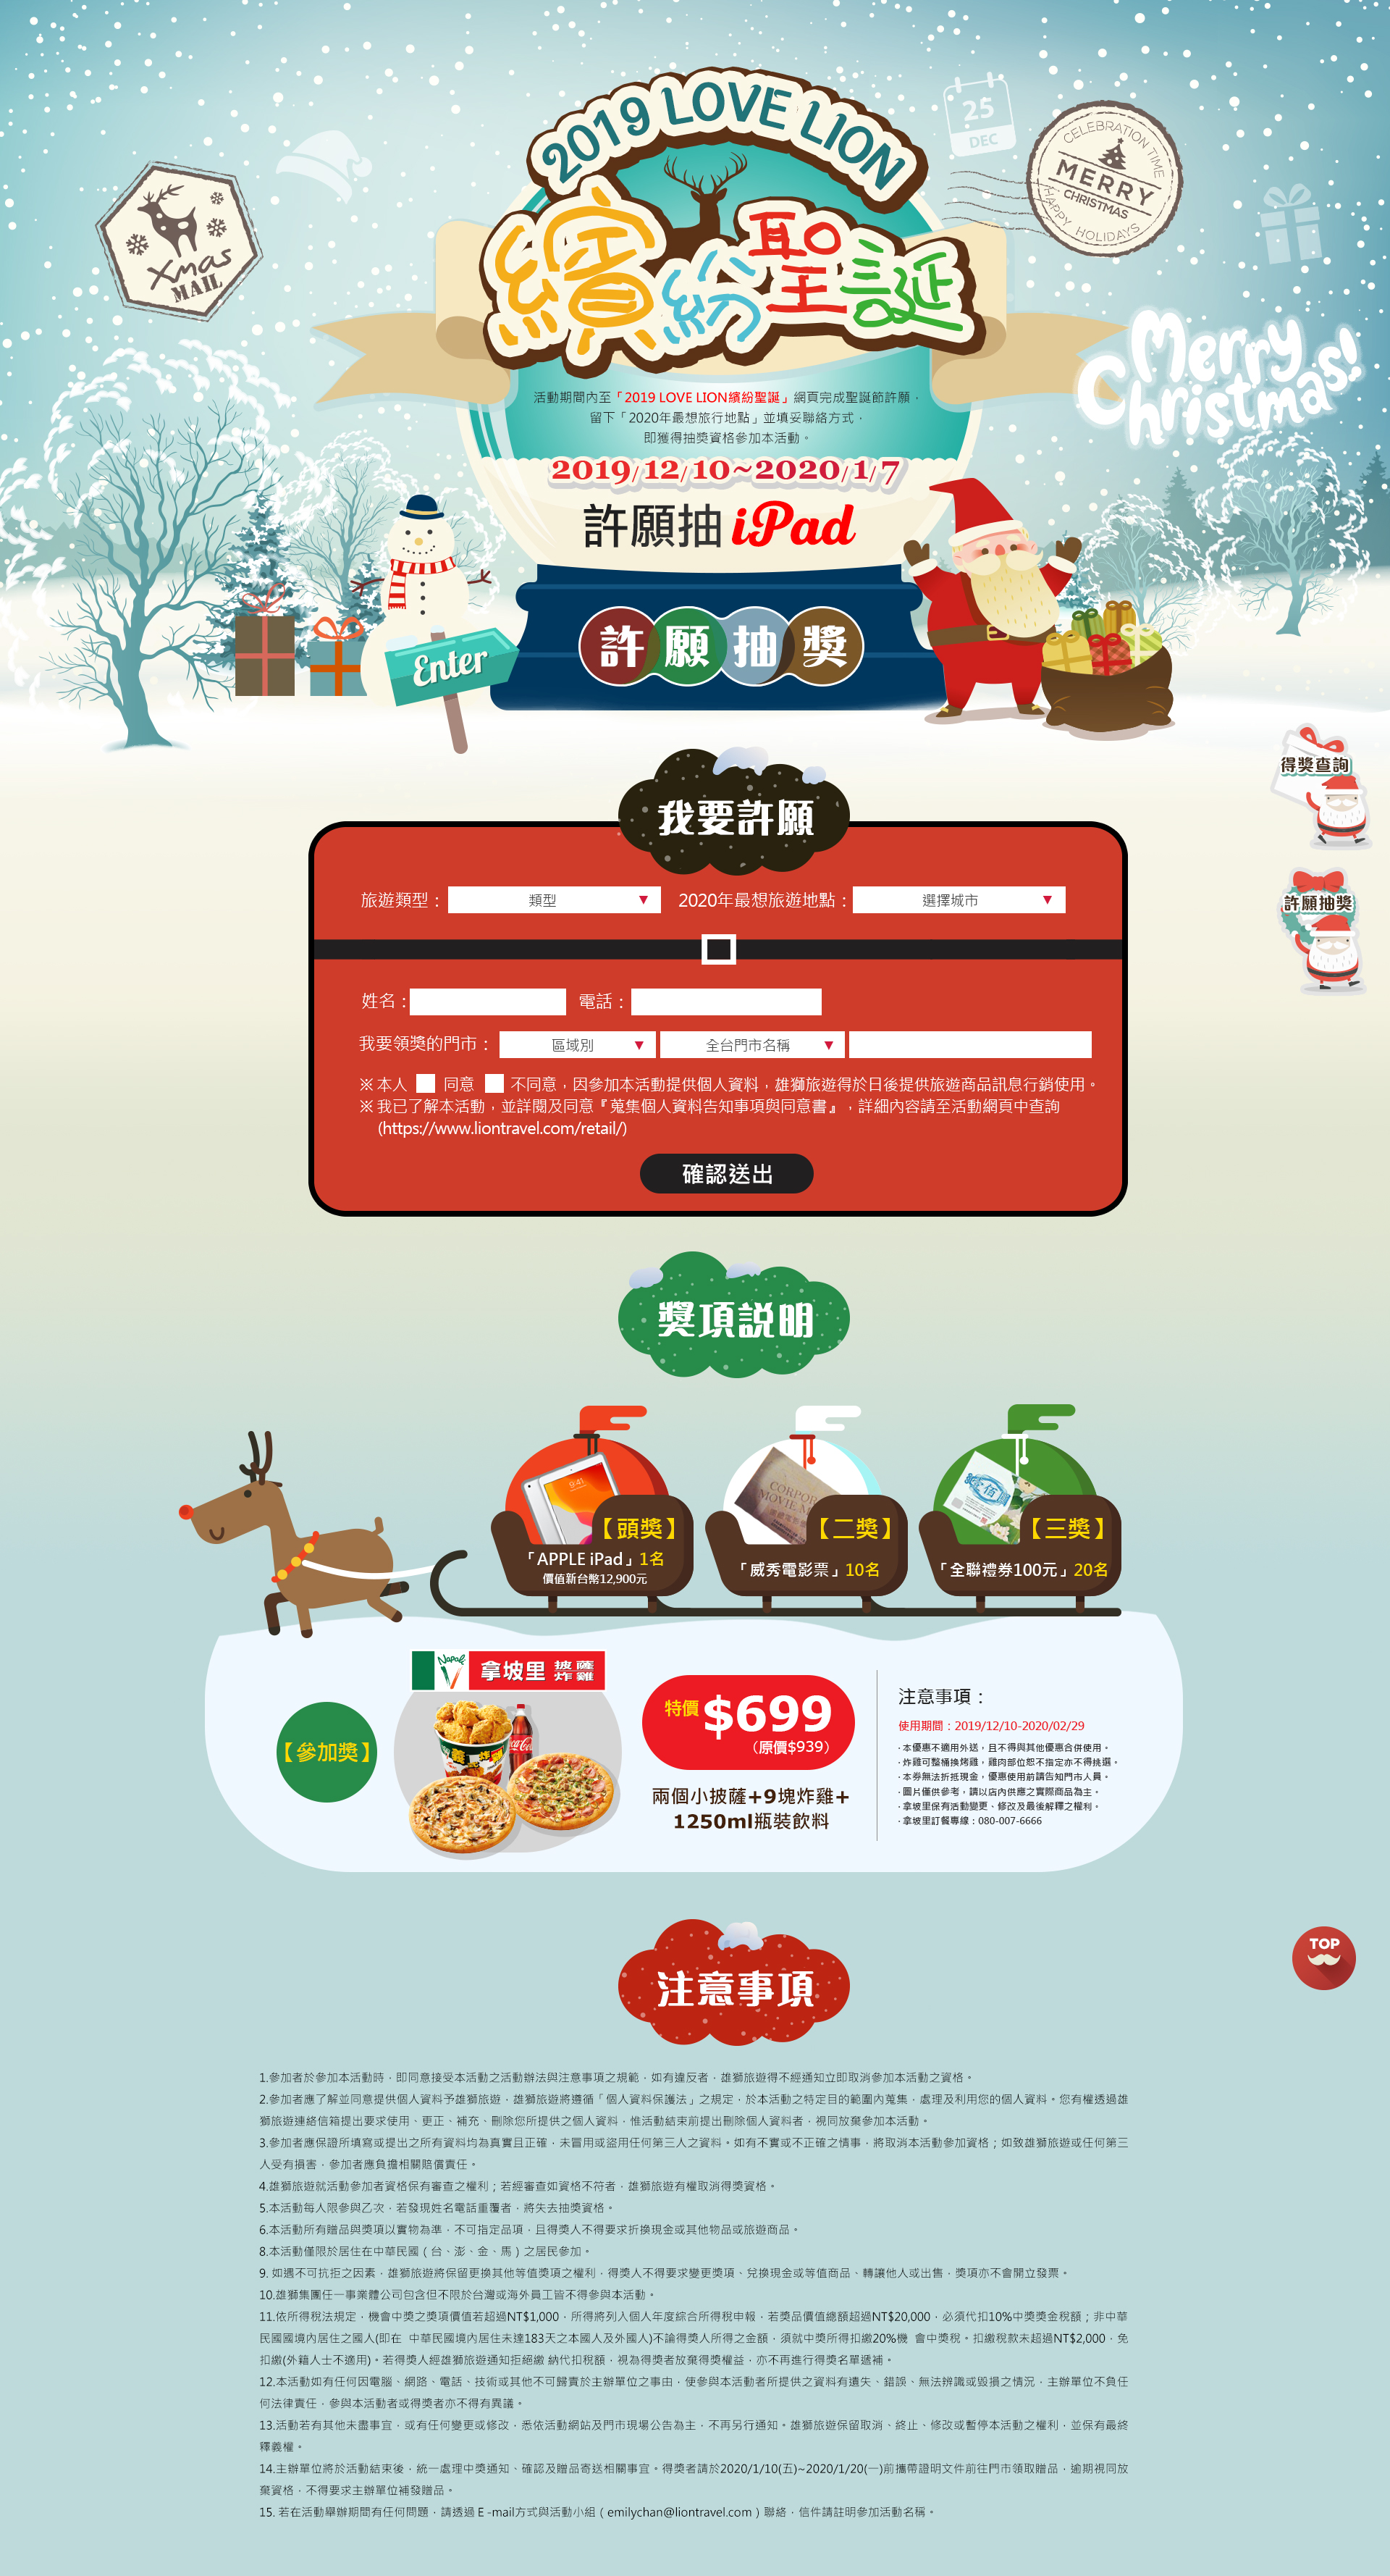 2019 LOVE LION
繽紛聖誕
25
DEC
CELEBRATION TIME
MERRY
CHRISTMAS
HAPPY HOLIDAYS
Xmas
MAIL
Merry
Christmas!
活動期間內至「2019 LOVE LION繽紛聖誕」網頁完成聖誕節許願，
留下「2020年最想旅行地點」並填妥聯絡方式，
即獲得抽獎資格參加本活動。
2019/12/10~2020/1/7
許願抽iPad
許願抽獎
Enter
得獎查詢
許願抽獎
我要許願
旅遊類型： 類型 ▼ 2020年最想旅遊地點： 選擇城市 ▼
姓名： 電話：
我要領獎的門市： 區域別 ▼ 全台門市名稱 ▼
※ 本人 同意 不同意，因參加本活動提供個人資料，雄獅旅遊得於日後提供旅遊商品訊息行銷使用。
※ 我已了解本活動，並詳閱及同意『蒐集個人資料告知事項與同意書』，詳細內容請至活動網頁中查詢
(https://www.liontravel.com/retail/)
確認送出
獎項説明
9:41
【頭獎】
「APPLE iPad」1名
價值新台幣12,900元
【二獎】
「威秀電影票」10名
【三獎】
「全聯禮券100元」20名
【參加獎】
Napoli
拿坡里 披薩 炸雞
Coca-Cola
特價 $699
（原價$939）
兩個小披薩+9塊炸雞+
1250ml瓶裝飲料
注意事項：
使用期間：2019/12/10-2020/02/29
‧本優惠不適用外送，且不得與其他優惠合併使用。
‧炸雞可整桶換烤雞，雞肉部位恕不指定亦不得挑選。
‧本券無法折抵現金，優惠使用前請告知門市人員。
‧圖片僅供參考，請以店內供應之實際商品為主。
‧拿坡里保有活動變更、修改及最後解釋之權利。
‧拿坡里訂餐專線：080-007-6666
TOP
注意事項
1.參加者於參加本活動時，即同意接受本活動之活動辦法與注意事項之規範，如有違反者，雄獅旅遊得不經通知立即取消參加本活動之資格。
2.參加者應了解並同意提供個人資料予雄獅旅遊，雄獅旅遊將遵循「個人資料保護法」之規定，於本活動之特定目的範圍內蒐集，處理及利用您的個人資料。您有權透過雄
獅旅遊連絡信箱提出要求使用、更正、補充、刪除您所提供之個人資料，惟活動結束前提出刪除個人資料者，視同放棄參加本活動。
3.參加者應保證所填寫或提出之所有資料均為真實且正確，未冒用或盜用任何第三人之資料。如有不實或不正確之情事，將取消本活動參加資格；如致雄獅旅遊或任何第三
人受有損害，參加者應負擔相關賠償責任。
4.雄獅旅遊就活動參加者資格保有審查之權利；若經審查如資格不符者，雄獅旅遊有權取消得獎資格。
5.本活動每人限參與乙次，若發現姓名電話重覆者，將失去抽獎資格。
6.本活動所有贈品與獎項以實物為準，不可指定品項，且得獎人不得要求折換現金或其他物品或旅遊商品。
8.本活動僅限於居住在中華民國（台、澎、金、馬）之居民參加。
9. 如遇不可抗拒之因素，雄獅旅遊將保留更換其他等值獎項之權利，得獎人不得要求變更獎項、兌換現金或等值商品、轉讓他人或出售，獎項亦不會開立發票。
10.雄獅集團任一事業體公司包含但不限於台灣或海外員工皆不得參與本活動。
11.依所得稅法規定，機會中獎之獎項價值若超過NT$1,000，所得將列入個人年度綜合所得稅申報，若獎品價值總額超過NT$20,000，必須代扣10%中獎獎金稅額；非中華
民國國境內居住之國人(即在 中華民國境內居住未達183天之本國人及外國人)不論得獎人所得之金額，須就中獎所得扣繳20%機 會中獎稅。扣繳稅款未超過NT$2,000，免
扣繳(外籍人士不適用)。若得獎人經雄獅旅遊通知拒絕繳 納代扣稅額，視為得獎者放棄得獎權益，亦不再進行得獎名單遞補。
12.本活動如有任何因電腦、網路、電話、技術或其他不可歸責於主辦單位之事由，使參與本活動者所提供之資料有遺失、錯誤、無法辨識或毀損之情況，主辦單位不負任
何法律責任，參與本活動者或得獎者亦不得有異議。
13.活動若有其他未盡事宜，或有任何變更或修改，悉依活動網站及門市現場公告為主，不再另行通知。雄獅旅遊保留取消、終止、修改或暫停本活動之權利，並保有最終
釋義權。
14.主辦單位將於活動結束後，統一處理中獎通知、確認及贈品寄送相關事宜。得獎者請於2020/1/10(五)~2020/1/20(一)前攜帶證明文件前往門市領取贈品，逾期視同放
棄資格，不得要求主辦單位補發贈品。
15. 若在活動舉辦期間有任何問題，請透過 E -mail方式與活動小組（emilychan@liontravel.com）聯絡，信件請註明參加活動名稱。